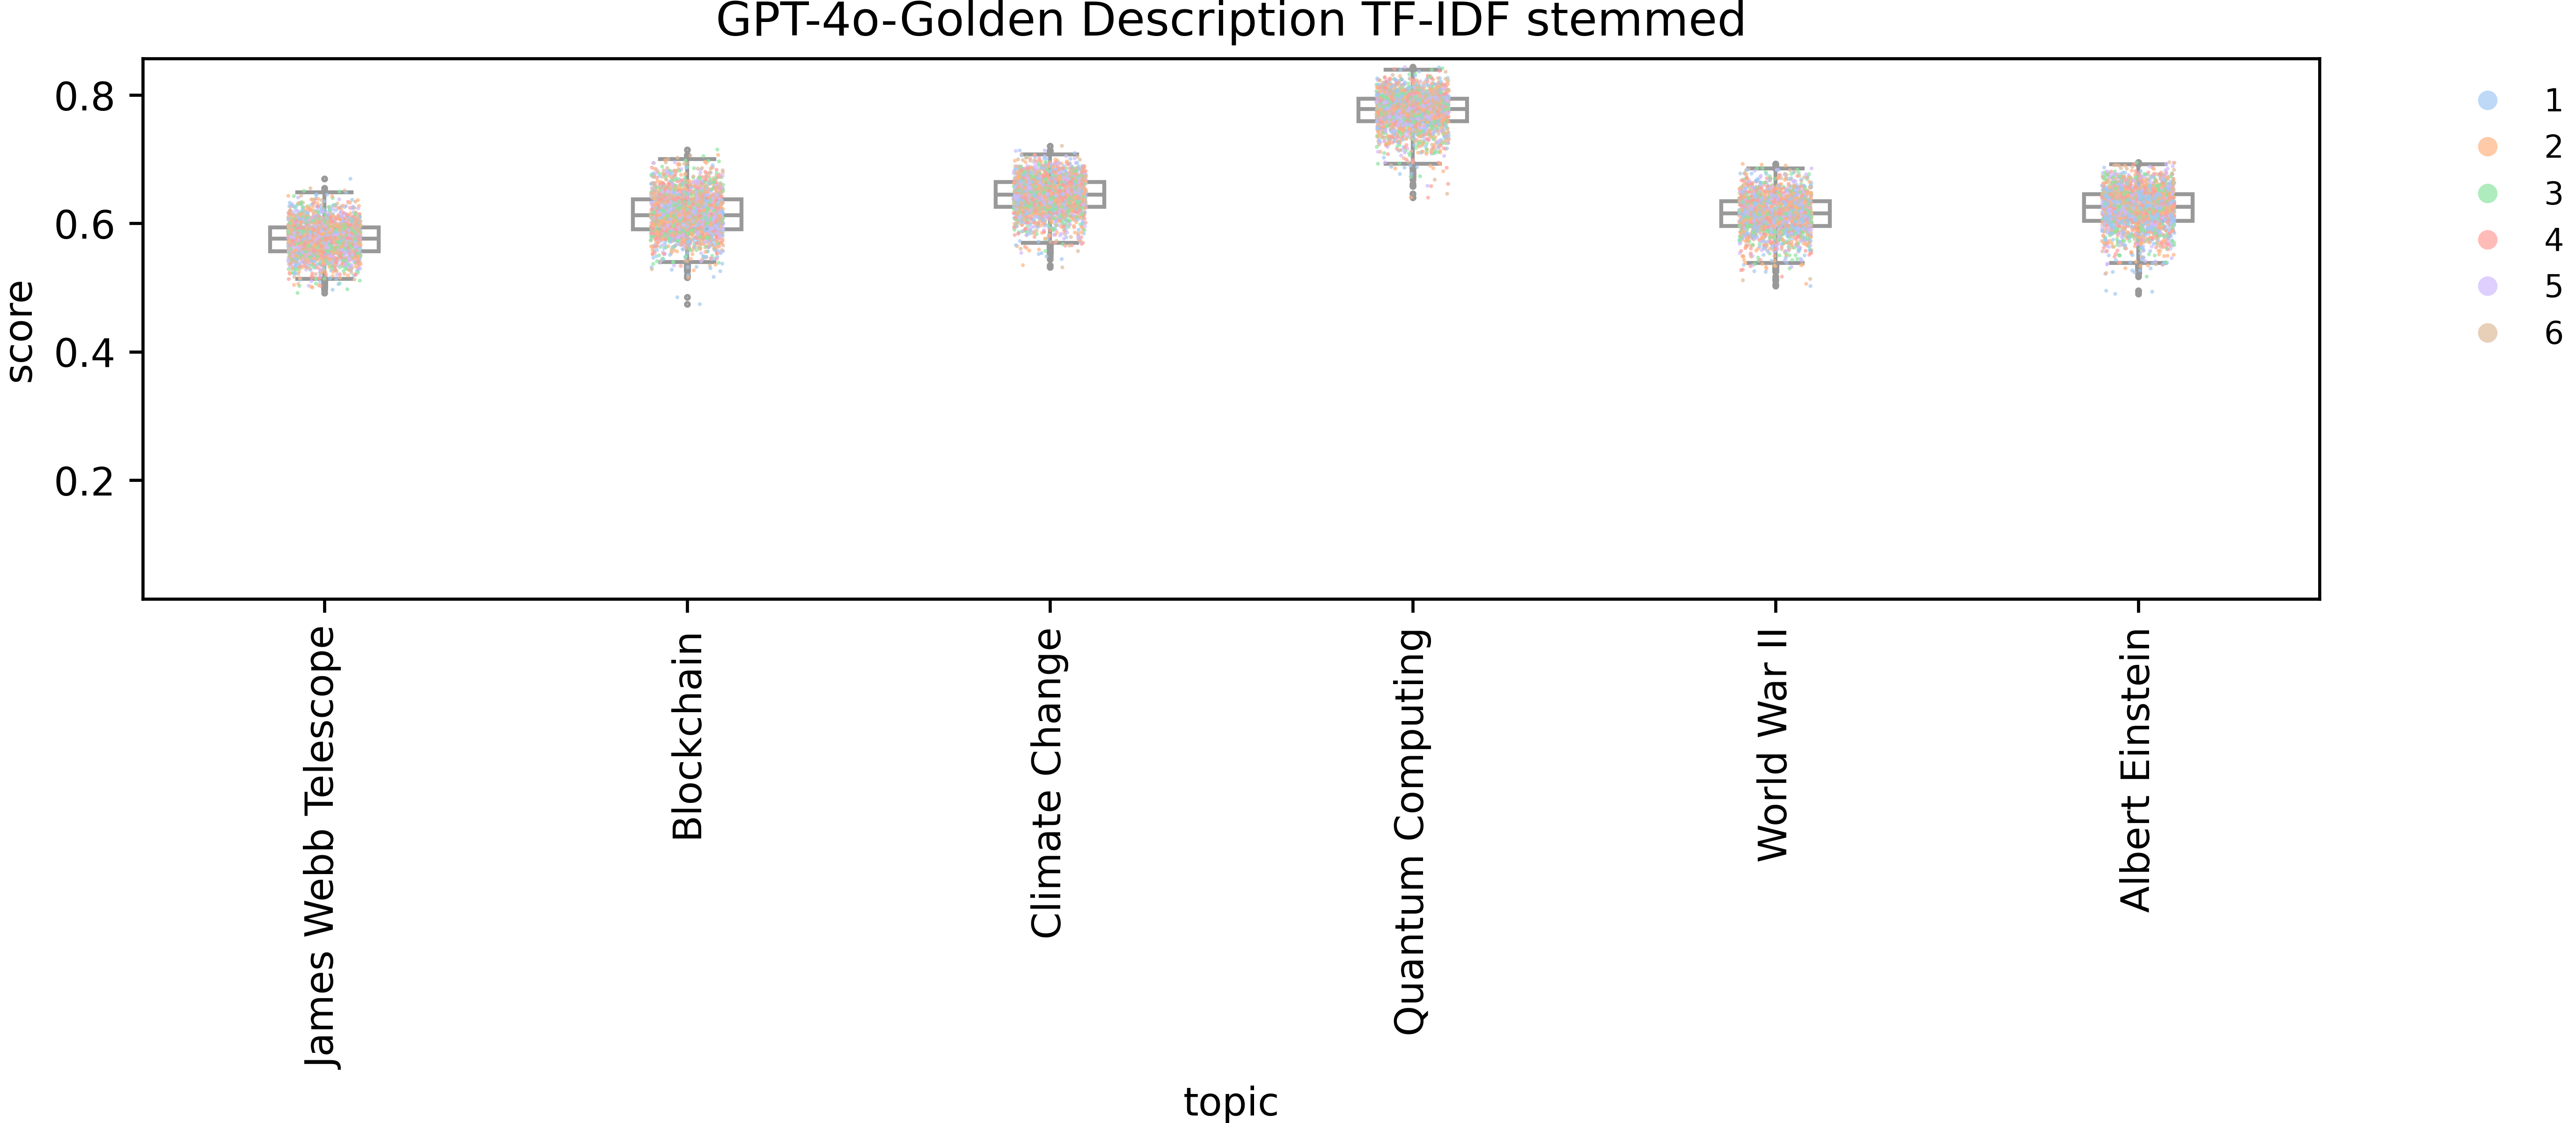 GPT-4o-Golden Description TF-IDF stemmed
score
0.8
0.6
0.4
0.2
1
2
3
4
5
6
James Webb Telescope
Blockchain
Climate Change
Quantum Computing
World War II
Albert Einstein
topic